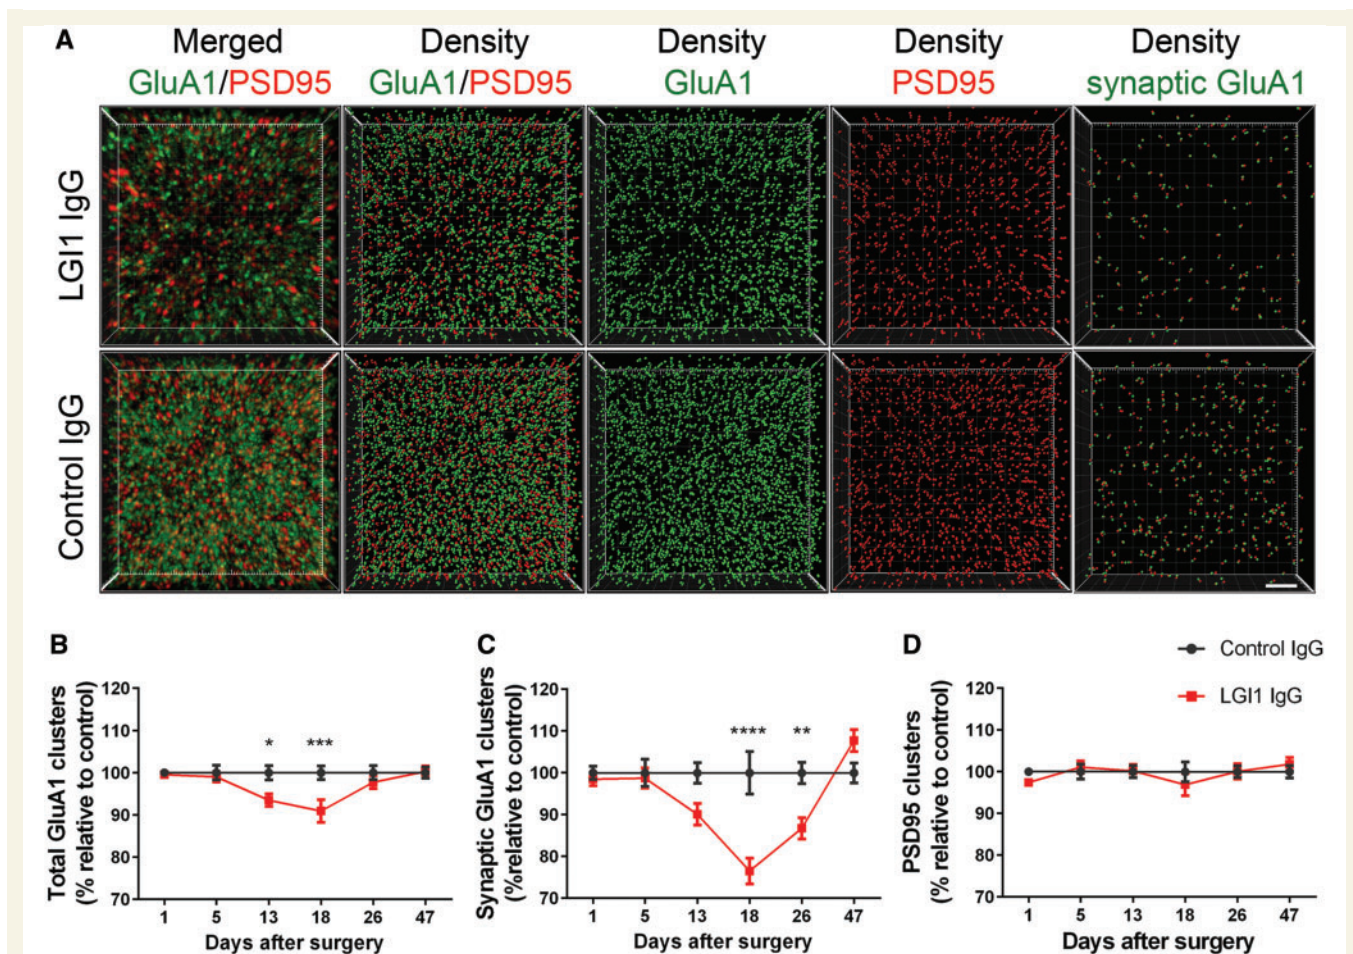 A
Merged
GluA1/PSD95
Density
GluA1/PSD95
Density
GluA1
Density
PSD95
Density
synaptic GluA1
LGI1 IgG
Control IgG
B
Total GluA1 clusters
(% relative to control)
120
110
100
90
80
70
*
***
1 5 13 18 26 47
Days after surgery
C
Synaptic GluA1 clusters
(%relative to control)
120
110
100
90
80
70
****
**
1 5 13 18 26 47
Days after surgery
D
Control IgG
LGI1 IgG
PSD95 clusters
(% relative to control)
120
110
100
90
80
70
1 5 13 18 26 47
Days after surgery